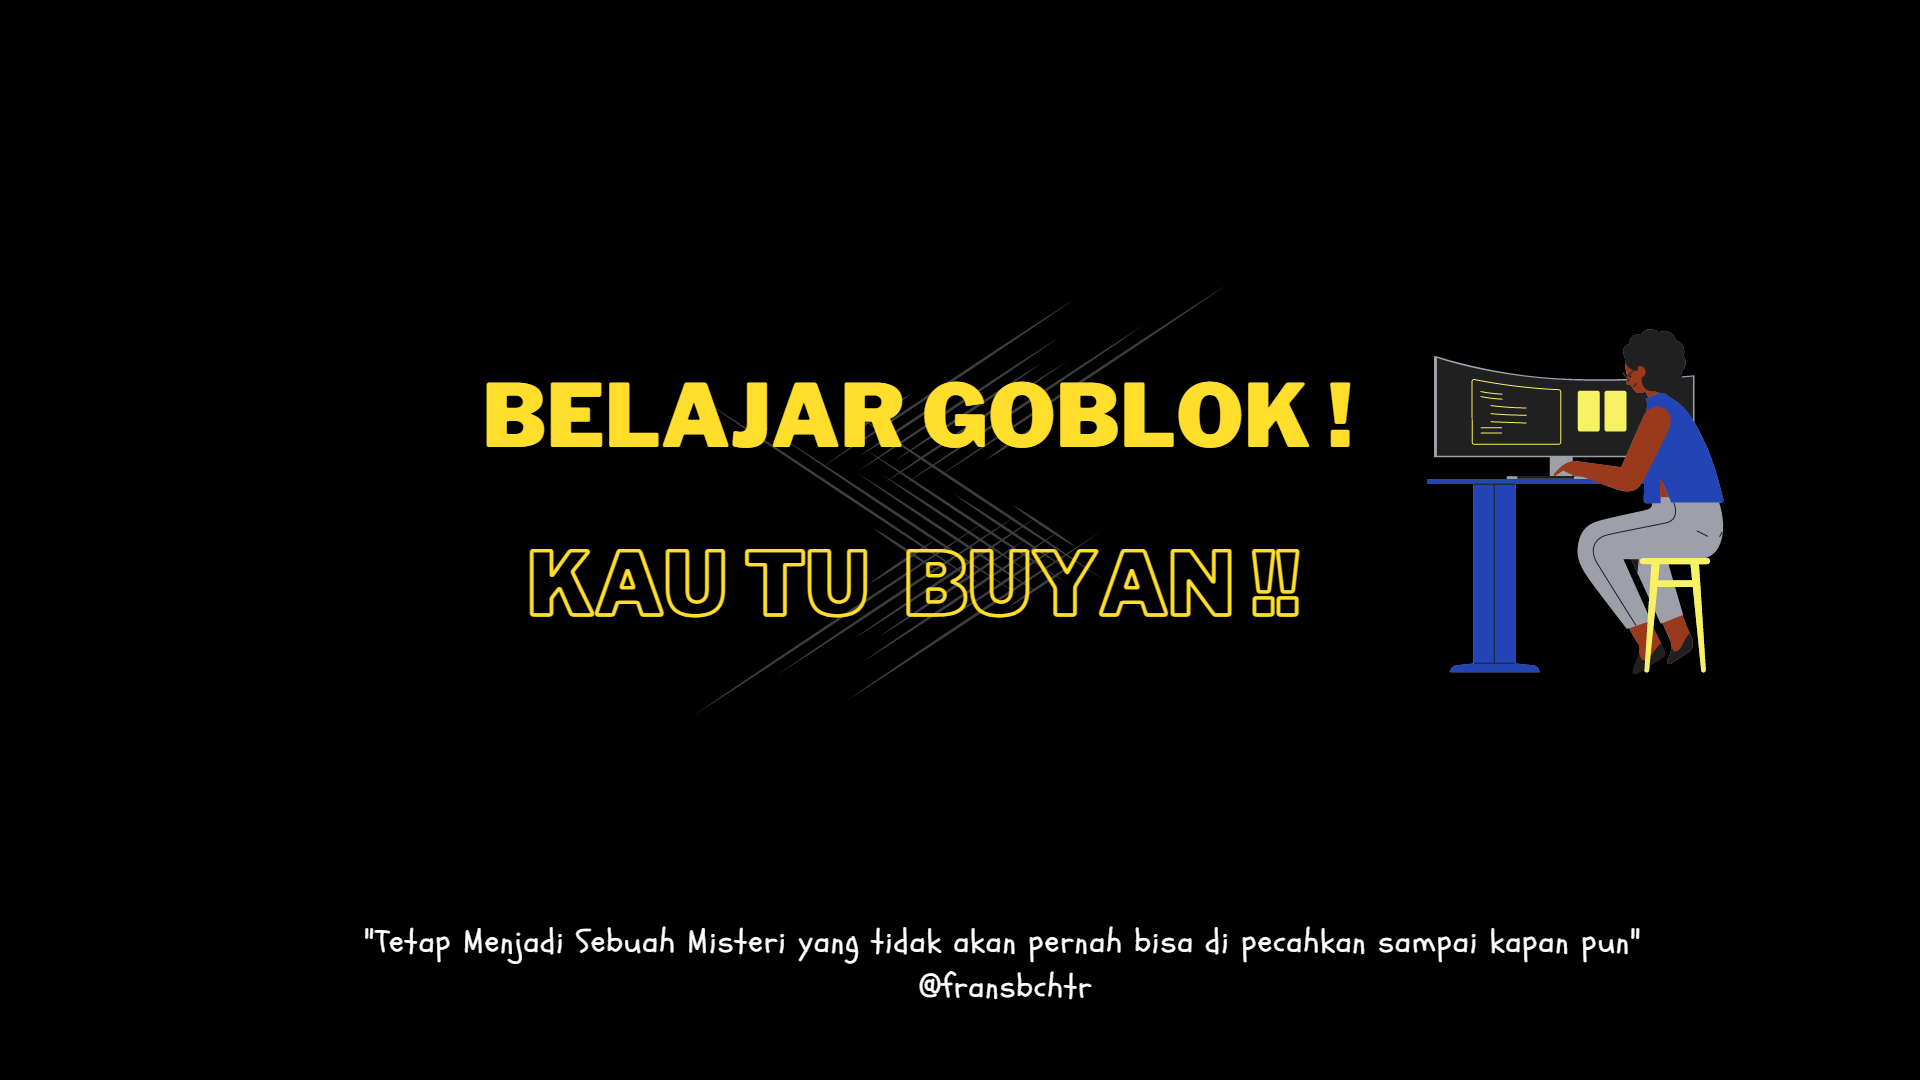 BELAJAR GOBLOK !
KAU TU BUYAN !!
"Tetap Menjadi Sebuah Misteri yang tidak akan pernah bisa di pecahkan sampai kapan pun"
@fransbchtr